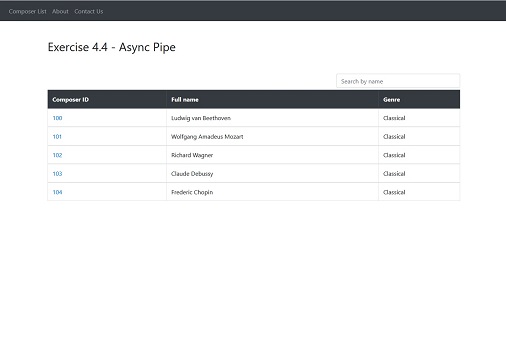 Composer List About Contact Us
Exercise 4.4 - Async Pipe
Search by name
Composer ID Full name Genre
100 Ludwig van Beethoven Classical
101 Wolfgang Amadeus Mozart Classical
102 Richard Wagner Classical
103 Claude Debussy Classical
104 Frederic Chopin Classical